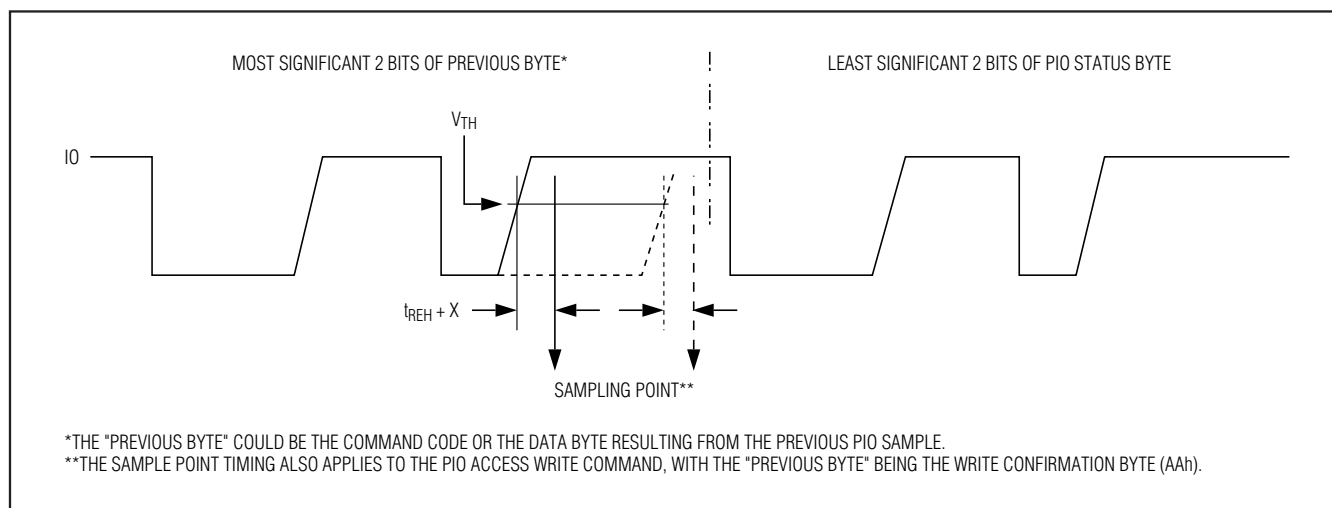 MOST SIGNIFICANT 2 BITS OF PREVIOUS BYTE*
LEAST SIGNIFICANT 2 BITS OF PIO STATUS BYTE
VTH
IO
tREH + X
SAMPLING POINT**
*THE "PREVIOUS BYTE" COULD BE THE COMMAND CODE OR THE DATA BYTE RESULTING FROM THE PREVIOUS PIO SAMPLE.
**THE SAMPLE POINT TIMING ALSO APPLIES TO THE PIO ACCESS WRITE COMMAND, WITH THE "PREVIOUS BYTE" BEING THE WRITE CONFIRMATION BYTE (AAh).